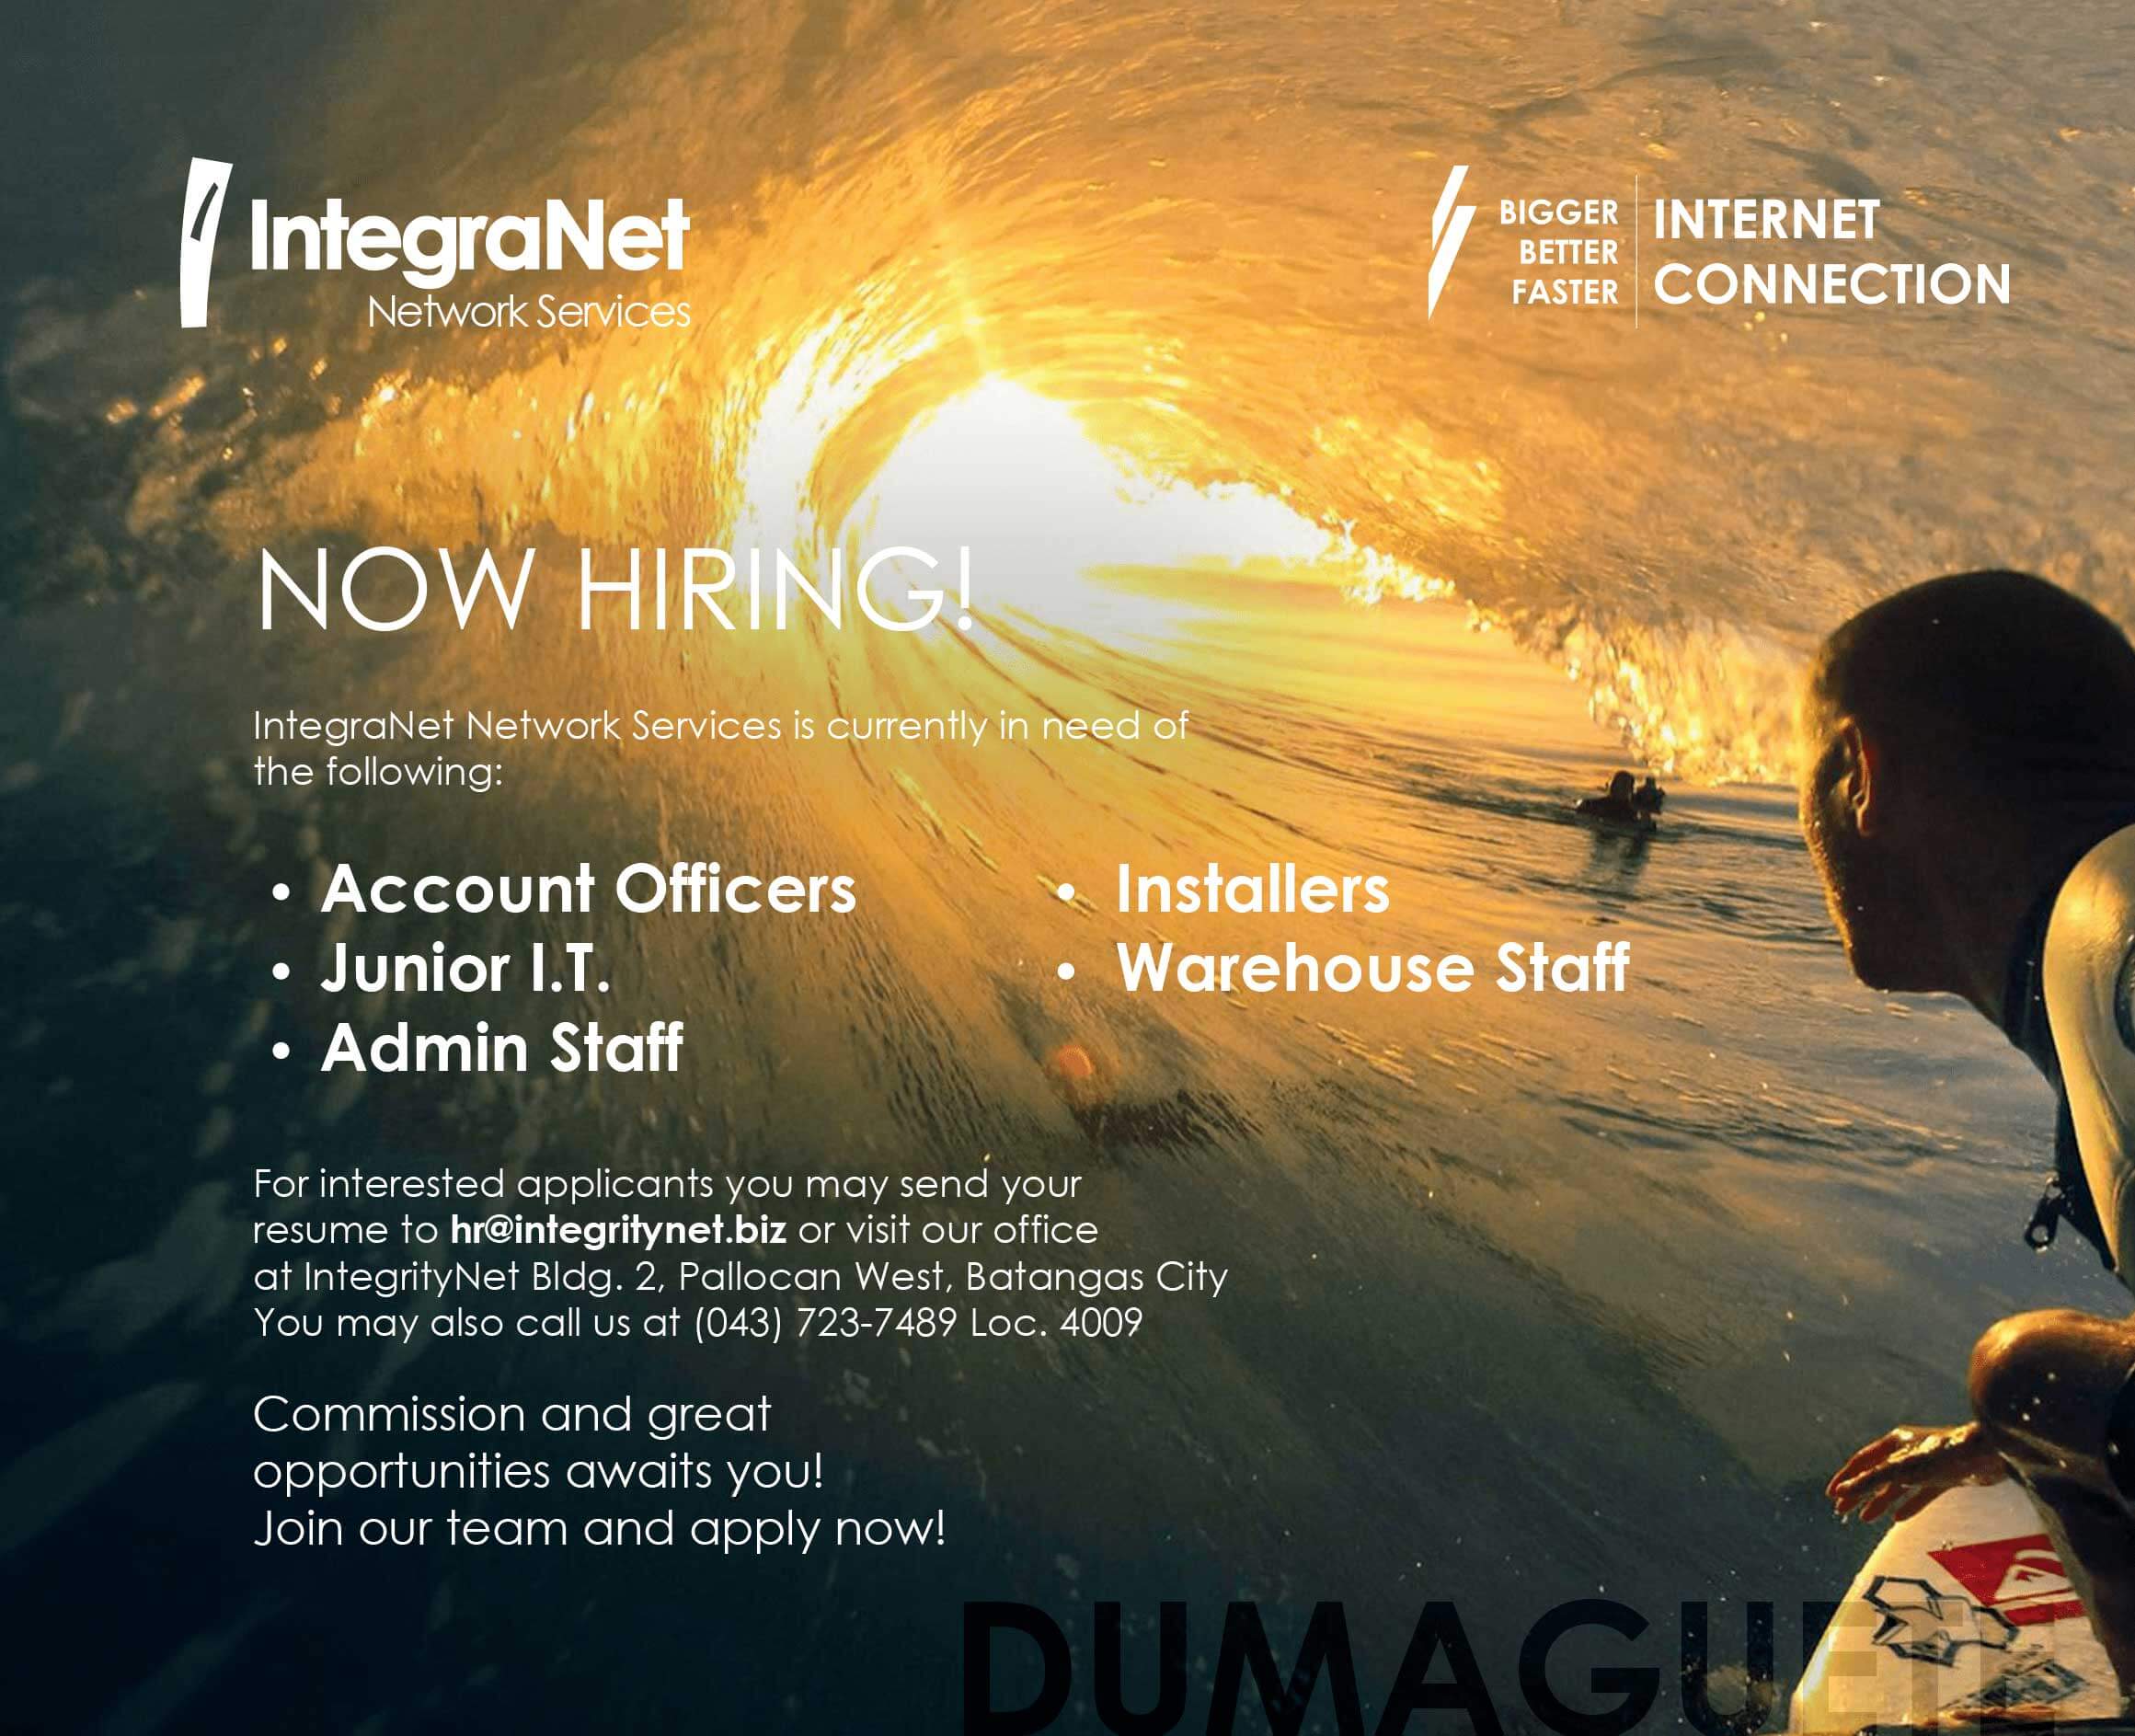 IntegraNet
Network Services
BIGGER
BETTER
FASTER
INTERNET
CONNECTION
NOW HIRING!
IntegraNet Network Services is currently in need of
the following:
• Account Officers
• Junior I.T.
• Admin Staff
• Installers
• Warehouse Staff
For interested applicants you may send your
resume to hr@integritynet.biz or visit our office
at IntegrityNet Bldg. 2, Pallocan West, Batangas City
You may also call us at (043) 723-7489 Loc. 4009
Commission and great
opportunities awaits you!
Join our team and apply now!
DUMAGUETE